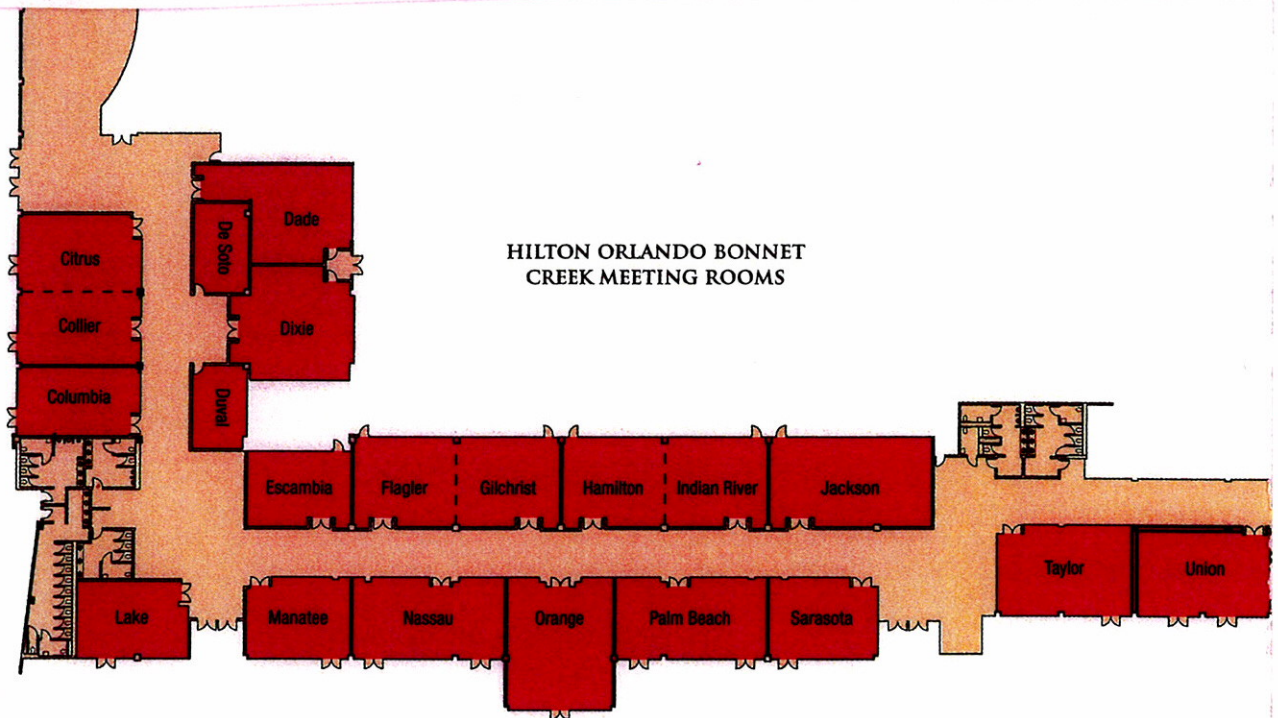 Dade
De Soto
HILTON ORLANDO BONNET
CREEK MEETING ROOMS
Citrus
Collier
Dixie
Columbia
Duval
Escambia
Flagler
Gilchrist
Hamilton
Indian River
Jackson
Taylor
Union
Lake
Manatee
Nassau
Orange
Palm Beach
Sarasota